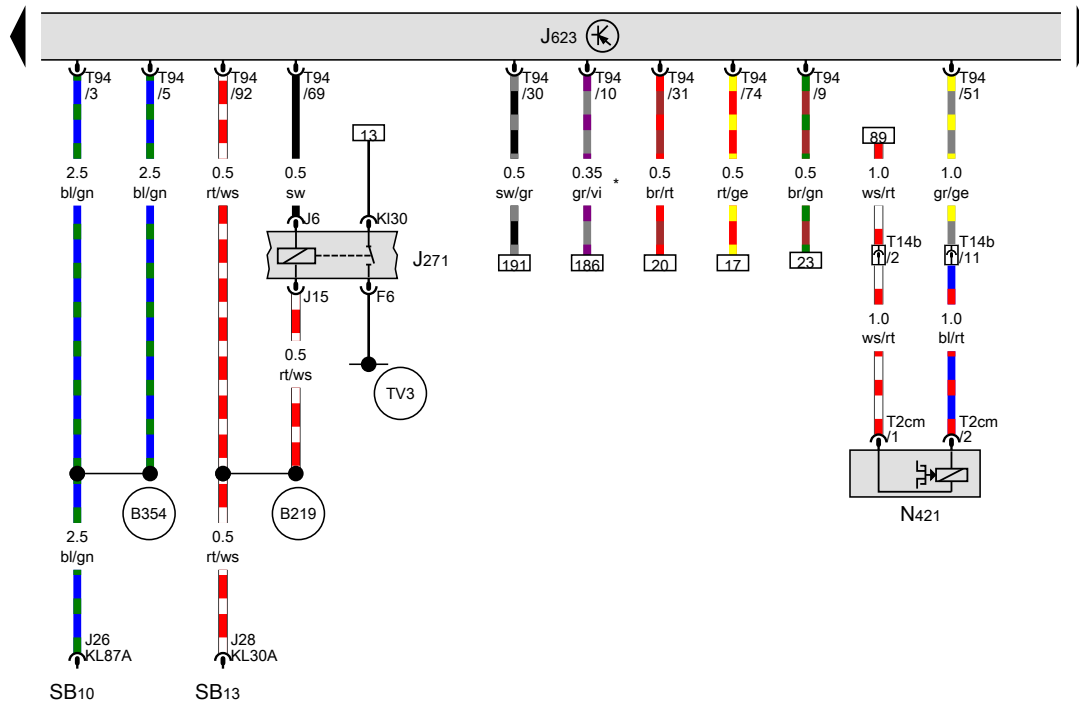 J623
T94 T94 T94 T94 T94 T94 T94 T94 T94 T94
/3 /5 /92 /69 /30 /10 /31 /74 /9 /51
13
89
2.5 2.5 0.5 0.5 0.5 0.35 0.5 0.5 0.5 1.0 1.0
bl/gn bl/gn rt/ws sw sw/gr gr/vi * br/rt rt/ge br/gn ws/rt gr/ge
J6 Kl30
T14b T14b
/2 /11
J271
191 186 20 17 23
J15 F6
1.0 1.0
ws/rt bl/rt
0.5
rt/ws
TV3
T2cm T2cm
/1 /2
B354 B219
N421
2.5 0.5
bl/gn rt/ws
J26 J28
KL87A KL30A
SB10 SB13